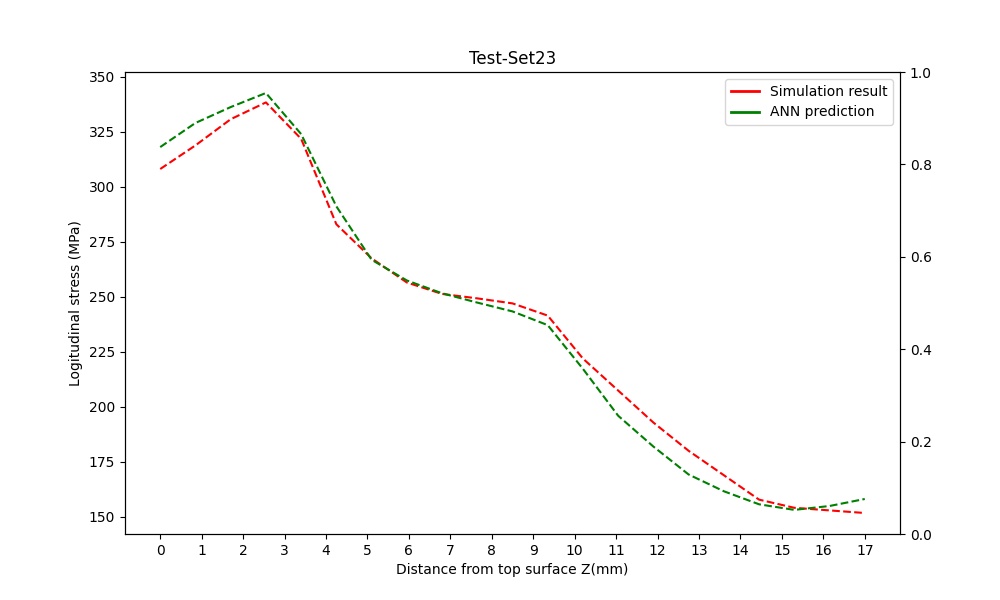 Test-Set23
350
325
300
275
250
225
200
175
150
Logitudinal stress (MPa)
Simulation result
ANN prediction
1.0
0.8
0.6
0.4
0.2
0.0
0 1 2 3 4 5 6 7 8 9 10 11 12 13 14 15 16 17
Distance from top surface Z(mm)